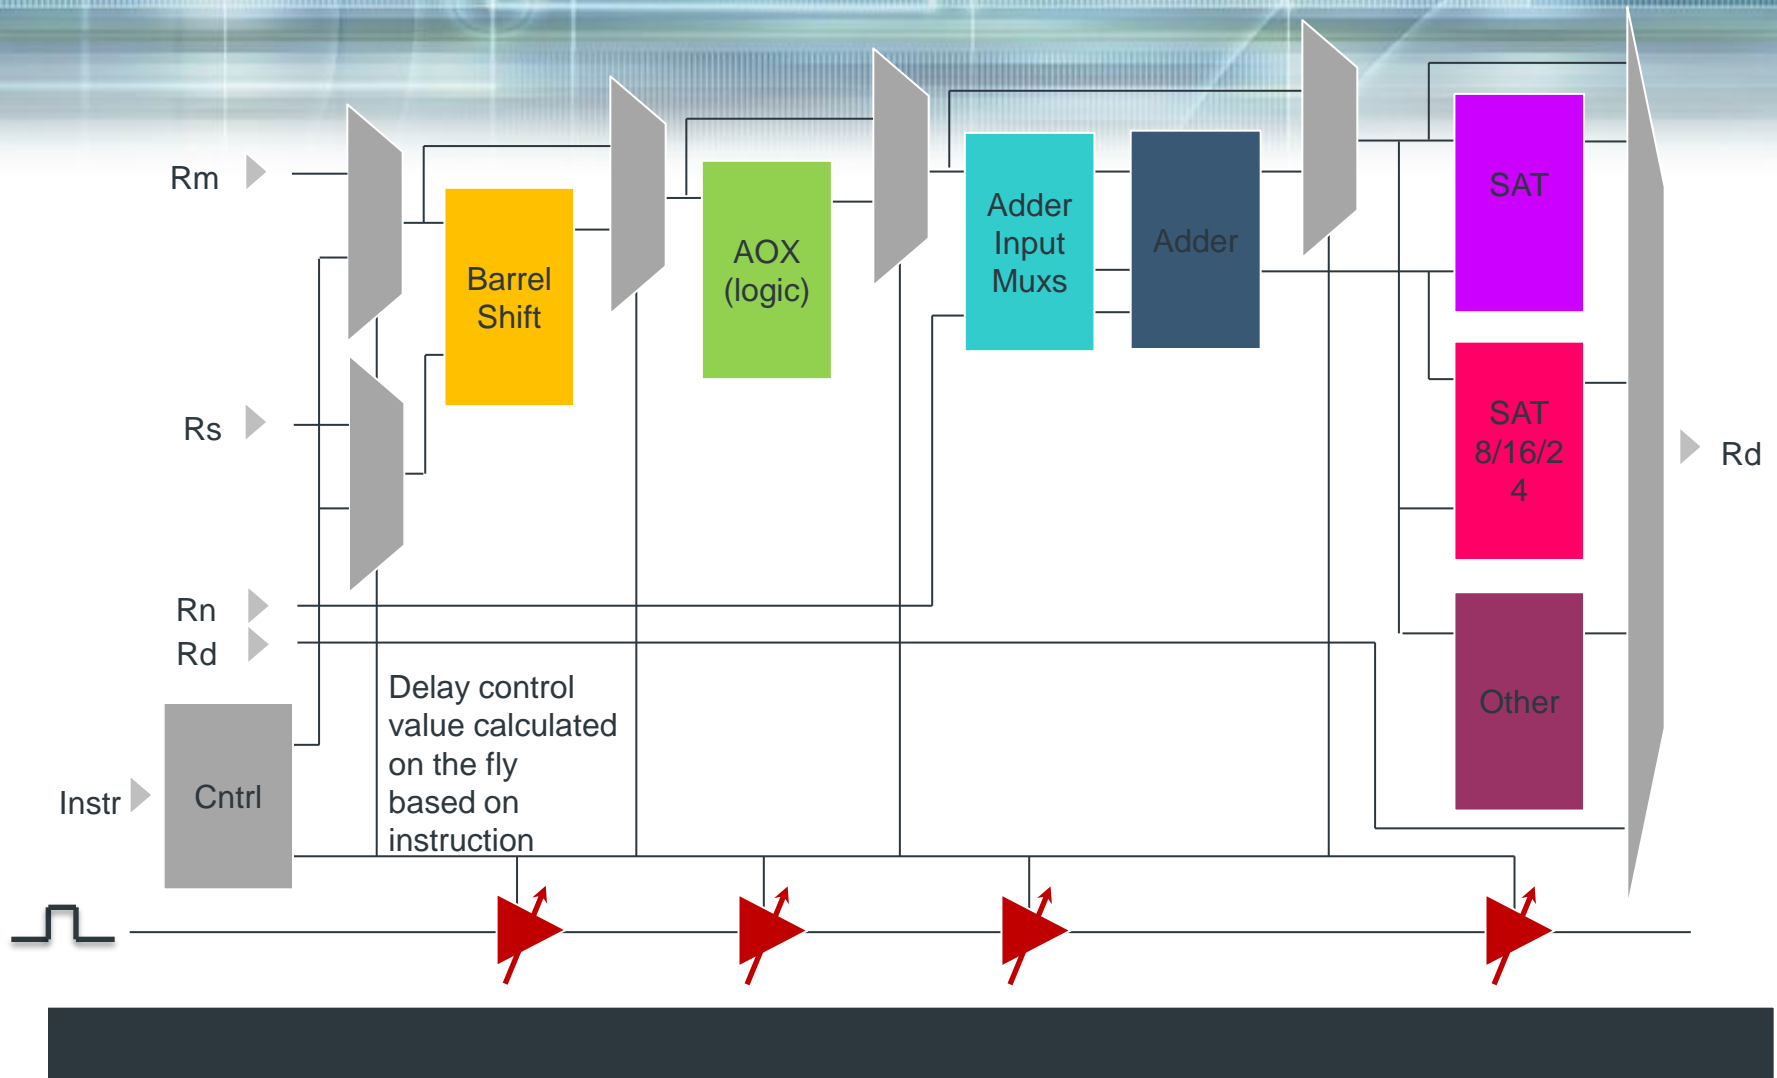 Rm
Rs
Rn
Rd
Instr
Cntrl
Barrel
Shift
AOX
(logic)
Adder
Input
Muxs
Adder
SAT
SAT
8/16/2
4
Other
Rd
Delay control
value calculated
on the fly
based on
instruction